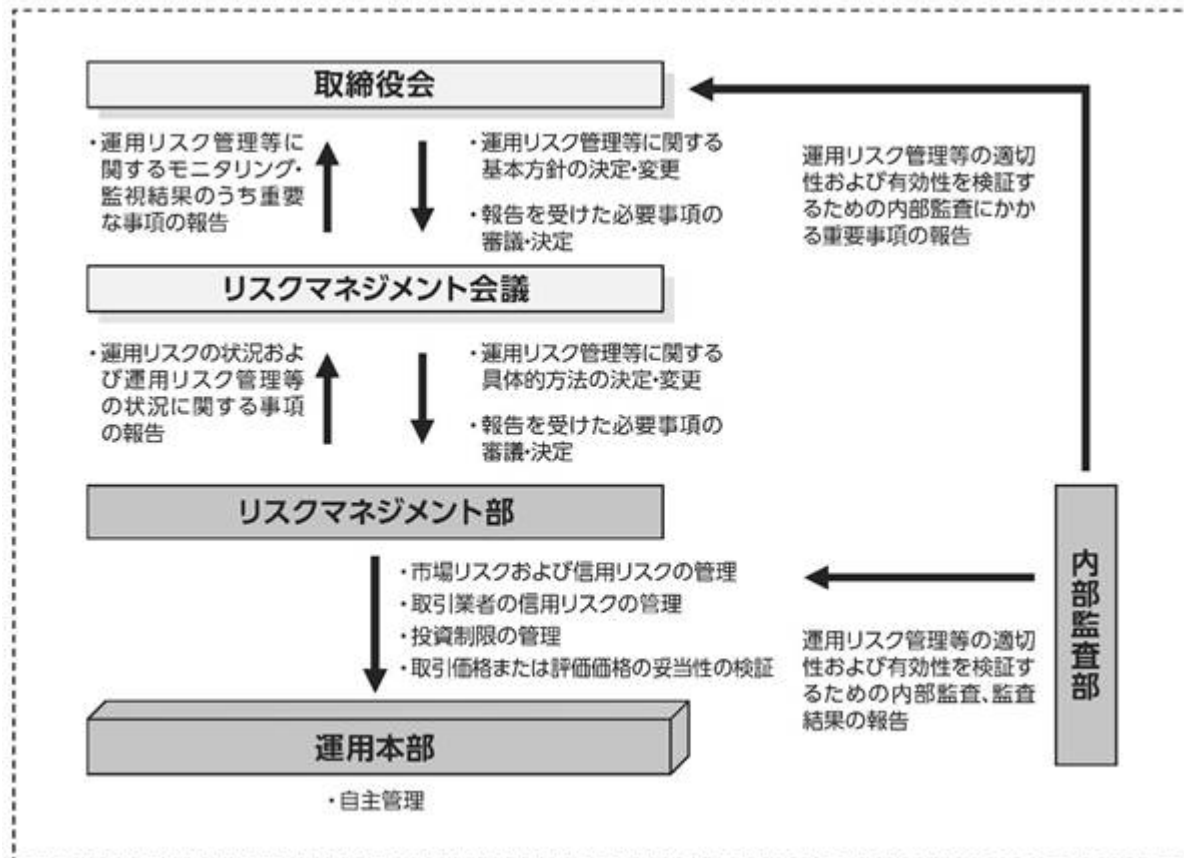 取締役会
・運用リスク管理等に
関するモニタリング・
監視結果のうち重要
な事項の報告
・運用リスク管理等に関する
基本方針の決定・変更
・報告を受けた必要事項の
審議・決定
運用リスク管理等の適切
性および有効性を検証す
るための内部監査にかか
る重要事項の報告
リスクマネジメント会議
・運用リスクの状況およ
び運用リスク管理等
の状況に関する事項
の報告
・運用リスク管理等に関する
具体的方法の決定・変更
・報告を受けた必要事項の
審議・決定
リスクマネジメント部
・市場リスクおよび信用リスクの管理
・取引業者の信用リスクの管理
・投資制限の管理
・取引価格または評価価格の妥当性の検証
運用リスク管理等の適切
性および有効性を検証す
るための内部監査、監査
結果の報告
内部監査部
運用本部
・自主管理